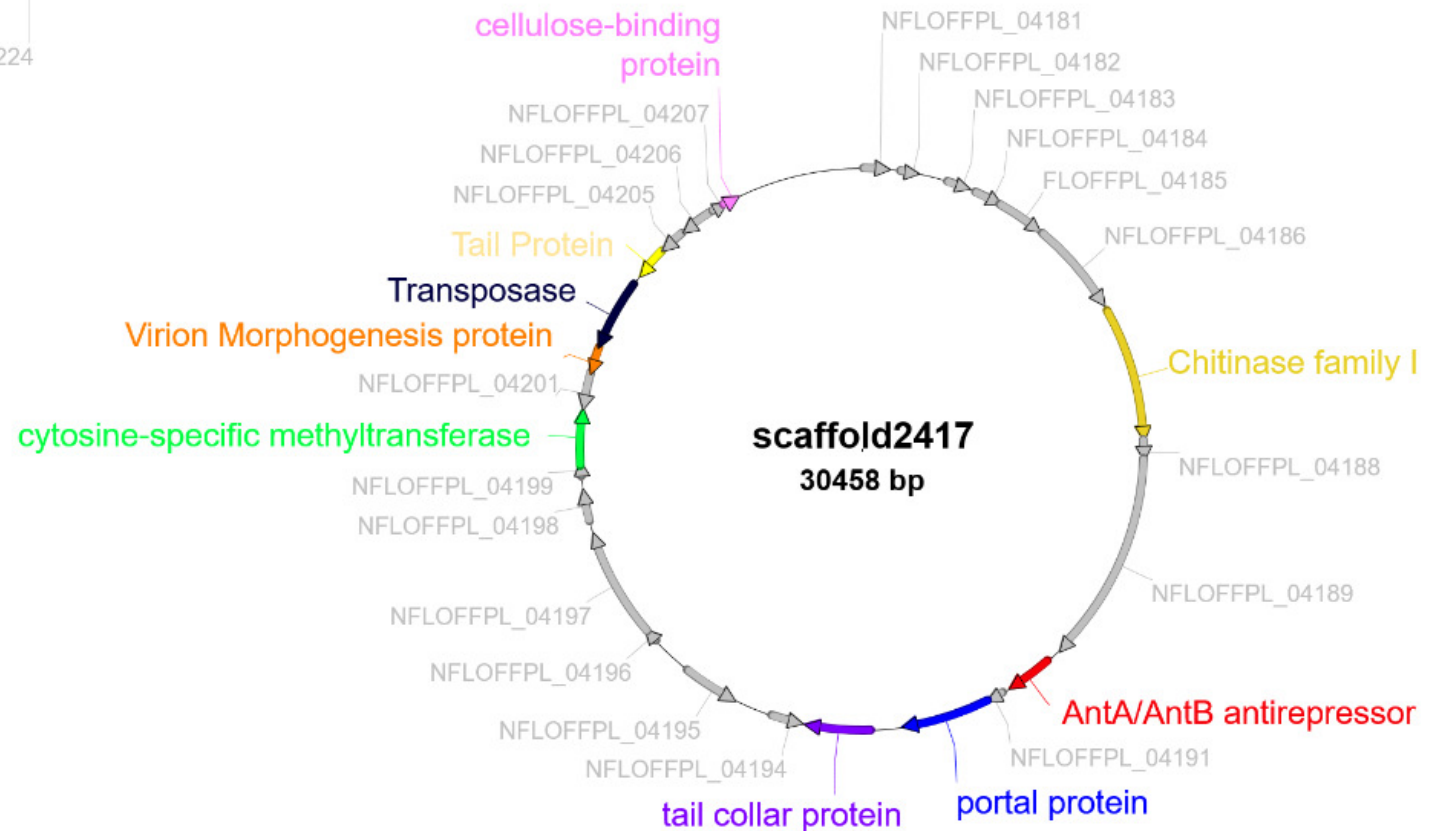 224
cellulose-binding
protein
NFLOFFPL_04181
NFLOFFPL_04182
NFLOFFPL_04183
NFLOFFPL_04184
FLOFFPL_04185
NFLOFFPL_04186
Chitinase family I
NFLOFFPL_04188
NFLOFFPL_04189
AntA/AntB antirepressor
NFLOFFPL_04191
portal protein
tail collar protein
NFLOFFPL_04194
NFLOFFPL_04195
NFLOFFPL_04196
NFLOFFPL_04197
NFLOFFPL_04198
NFLOFFPL_04199
cytosine-specific methyltransferase
NFLOFFPL_04201
Virion Morphogenesis protein
Transposase
Tail Protein
NFLOFFPL_04205
NFLOFFPL_04206
NFLOFFPL_04207
scaffold2417
30458 bp